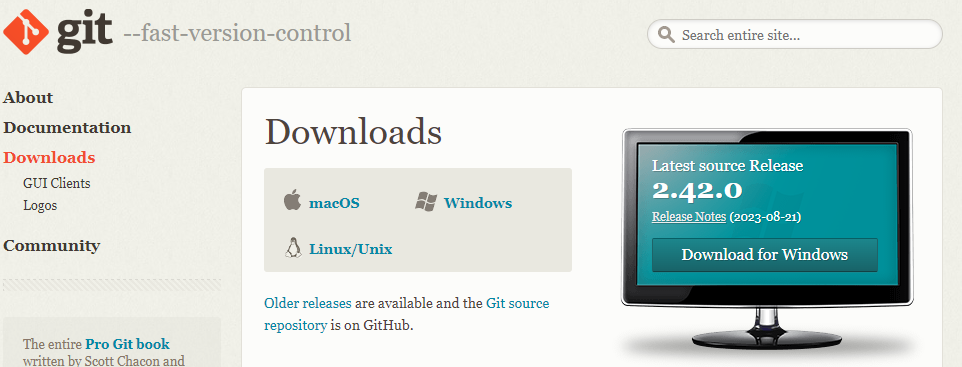 git --fast-version-control
Search entire site...
About
Documentation
Downloads
GUI Clients
Logos
Community
The entire Pro Git book
written by Scott Chacon and
Downloads
macOS
Windows
Linux/Unix
Older releases are available and the Git source
repository is on GitHub.
Latest source Release
2.42.0
Release Notes (2023-08-21)
Download for Windows